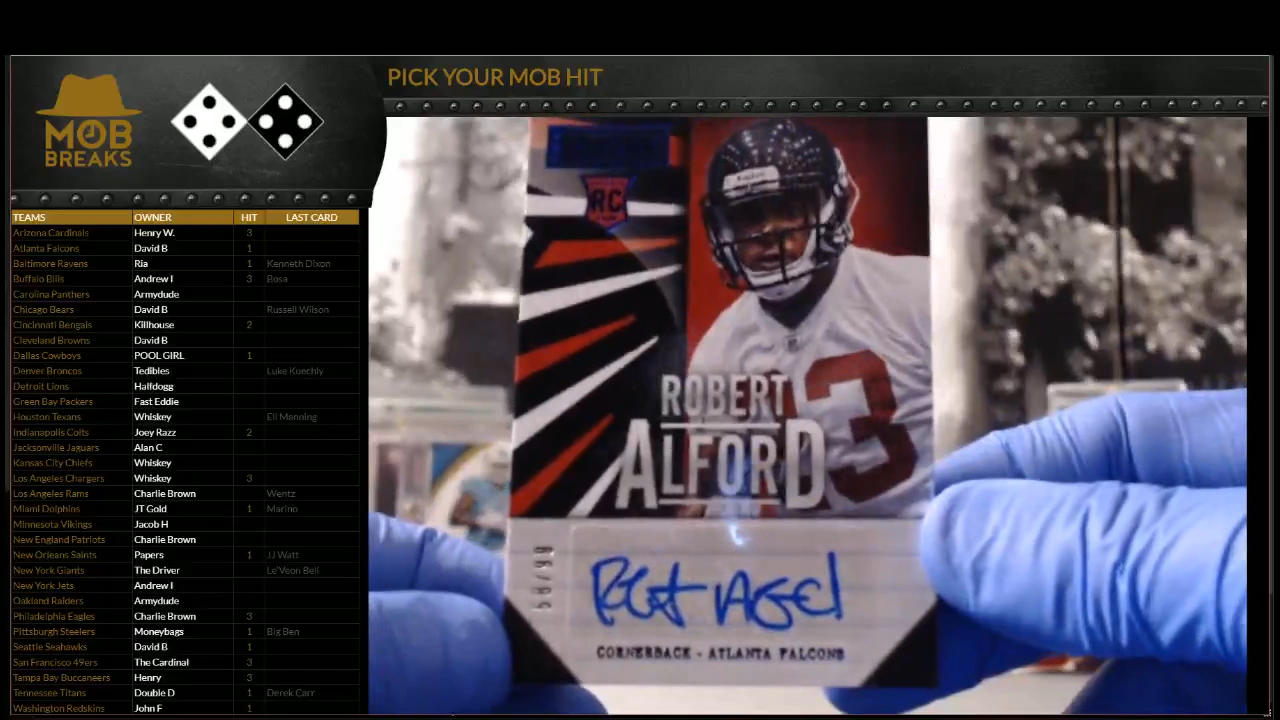 PICK YOUR MOB HIT
MOB
BREAKS
TEAMS OWNER HIT LAST CARD
Arizona Cardinals Henry W. 3
Atlanta Falcons David B 1
Baltimore Ravens Ria 1 Kenneth Dixon
Buffalo Bills Andrew I 3 Bosa
Carolina Panthers Armydude
Chicago Bears David B Russell Wilson
Cincinnati Bengals Killhouse 2
Cleveland Browns David B
Dallas Cowboys POOL GIRL 1
Denver Broncos Tedibles Luke Kuechly
Detroit Lions Halfdogg
Green Bay Packers Fast Eddie
Houston Texans Whiskey Eli Manning
Indianapolis Colts Joey Razz 2
Jacksonville Jaguars Alan C
Kansas City Chiefs Whiskey
Los Angeles Chargers Whiskey 3
Los Angeles Rams Charlie Brown Wentz
Miami Dolphins JT Gold 1 Marino
Minnesota Vikings Jacob H
New England Patriots Charlie Brown
New Orleans Saints Papers 1 JJ Watt
New York Giants The Driver Le'Veon Bell
New York Jets Andrew I
Oakland Raiders Armydude
Philadelphia Eagles Charlie Brown 3
Pittsburgh Steelers Moneybags 1 Big Ben
Seattle Seahawks David B 1
San Francisco 49ers The Cardinal 3
Tampa Bay Buccaneers Henry 3
Tennessee Titans Double D 1 Derek Carr
Washington Redskins John F 1
RC
3
ROBERT
ALFORD
CORNERBACK - ATLANTA FALCONS